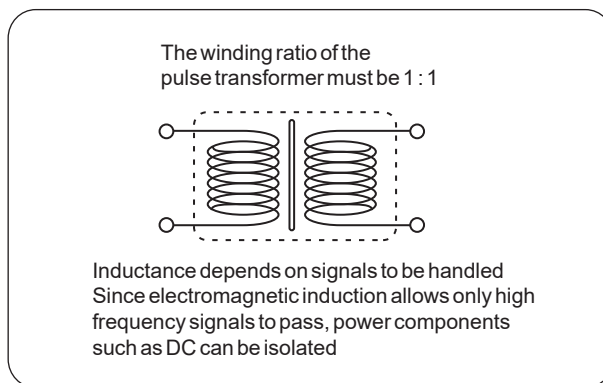 The winding ratio of the
pulse transformer must be 1 : 1
Inductance depends on signals to be handled
Since electromagnetic induction allows only high
frequency signals to pass, power components
such as DC can be isolated